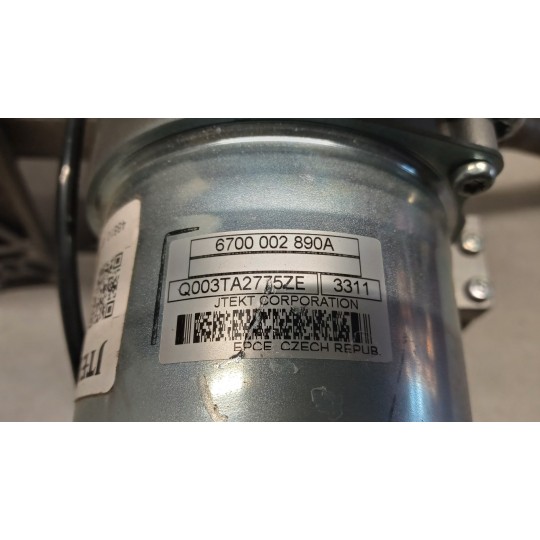 6700 002 890A
Q003TA2775ZE 3311
JTEKT CORPORATION
EPCE CZECH REPUB